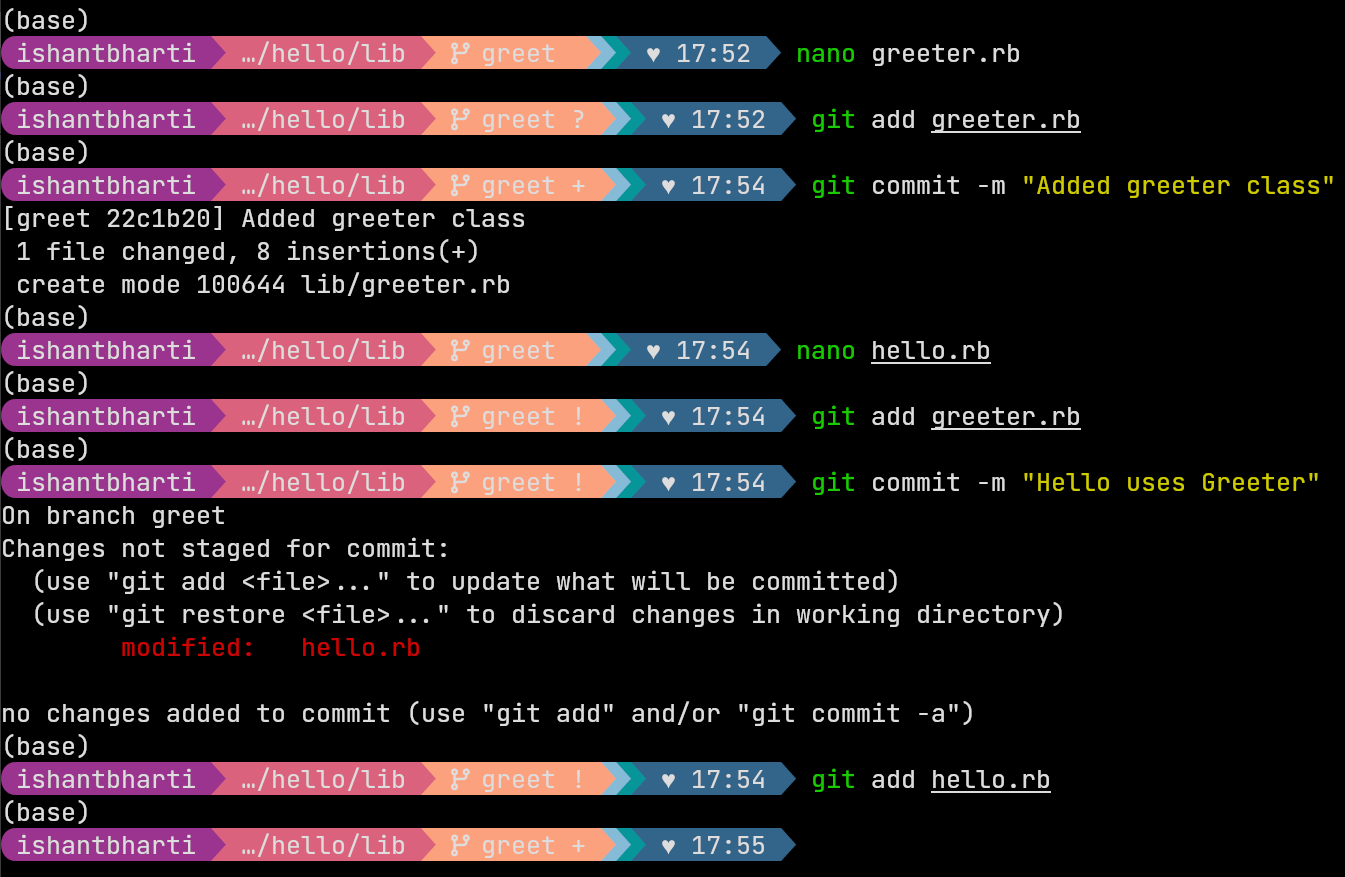 (base)
ishantbharti …/hello/lib greet ♥ 17:52 nano greeter.rb
(base)
ishantbharti …/hello/lib greet ? ♥ 17:52 git add greeter.rb
(base)
ishantbharti …/hello/lib greet + ♥ 17:54 git commit -m "Added greeter class"
[greet 22c1b20] Added greeter class
 1 file changed, 8 insertions(+)
 create mode 100644 lib/greeter.rb
(base)
ishantbharti …/hello/lib greet ♥ 17:54 nano hello.rb
(base)
ishantbharti …/hello/lib greet ! ♥ 17:54 git add greeter.rb
(base)
ishantbharti …/hello/lib greet ! ♥ 17:54 git commit -m "Hello uses Greeter"
On branch greet
Changes not staged for commit:
  (use "git add <file>..." to update what will be committed)
  (use "git restore <file>..." to discard changes in working directory)
        modified:   hello.rb

no changes added to commit (use "git add" and/or "git commit -a")
(base)
ishantbharti …/hello/lib greet ! ♥ 17:54 git add hello.rb
(base)
ishantbharti …/hello/lib greet + ♥ 17:55